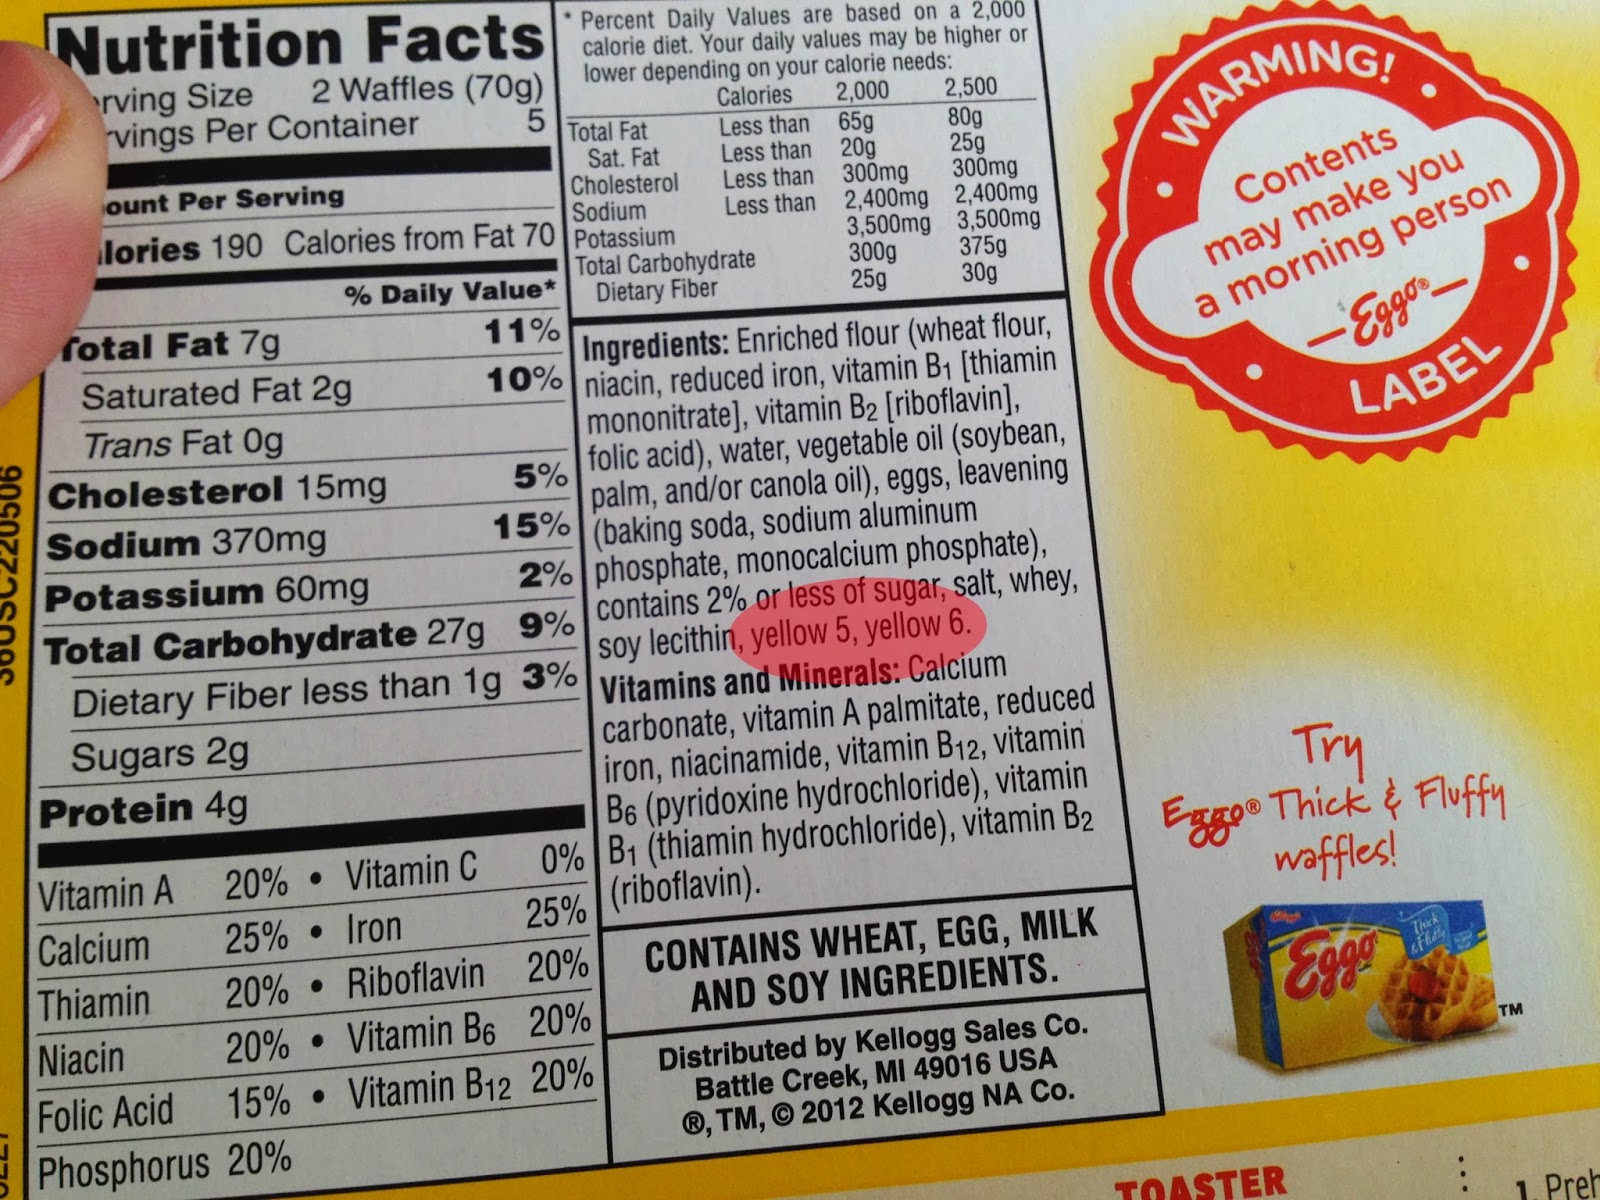 Nutrition Facts
rving Size 2 Waffles (70g)
rvings Per Container 5
ount Per Serving
lories 190 Calories from Fat 70
% Daily Value*
Total Fat 7g 11%
Saturated Fat 2g 10%
Trans Fat 0g
Cholesterol 15mg 5%
Sodium 370mg 15%
Potassium 60mg 2%
Total Carbohydrate 27g 9%
Dietary Fiber less than 1g 3%
Sugars 2g
Protein 4g
Vitamin A 20% • Vitamin C 0%
Calcium 25% • Iron 25%
Thiamin 20% • Riboflavin 20%
Niacin 20% • Vitamin B6 20%
Folic Acid 15% • Vitamin B12 20%
Phosphorus 20%
* Percent Daily Values are based on a 2,000
calorie diet. Your daily values may be higher or
lower depending on your calorie needs:
Calories 2,000 2,500
Total Fat Less than 65g 80g
Sat. Fat Less than 20g 25g
Cholesterol Less than 300mg 300mg
Sodium Less than 2,400mg 2,400mg
Potassium 3,500mg 3,500mg
Total Carbohydrate 300g 375g
Dietary Fiber 25g 30g
Ingredients: Enriched flour (wheat flour,
niacin, reduced iron, vitamin B1 [thiamin
mononitrate], vitamin B2 [riboflavin],
folic acid), water, vegetable oil (soybean,
palm, and/or canola oil), eggs, leavening
(baking soda, sodium aluminum
phosphate, monocalcium phosphate),
contains 2% or less of sugar, salt, whey,
soy lecithin, yellow 5, yellow 6.
Vitamins and Minerals: Calcium
carbonate, vitamin A palmitate, reduced
iron, niacinamide, vitamin B12, vitamin
B6 (pyridoxine hydrochloride), vitamin
B1 (thiamin hydrochloride), vitamin B2
(riboflavin).
CONTAINS WHEAT, EGG, MILK
AND SOY INGREDIENTS.
Distributed by Kellogg Sales Co.
Battle Creek, MI 49016 USA
®, TM, © 2012 Kellogg NA Co.
WARMING!
Contents
may make you
a morning person
Eggo®
LABEL
Try
Eggo® Thick & Fluffy
waffles!
Kellogg's
Eggo
Thick
& Fluffy
TM
TOASTER
1. Preh